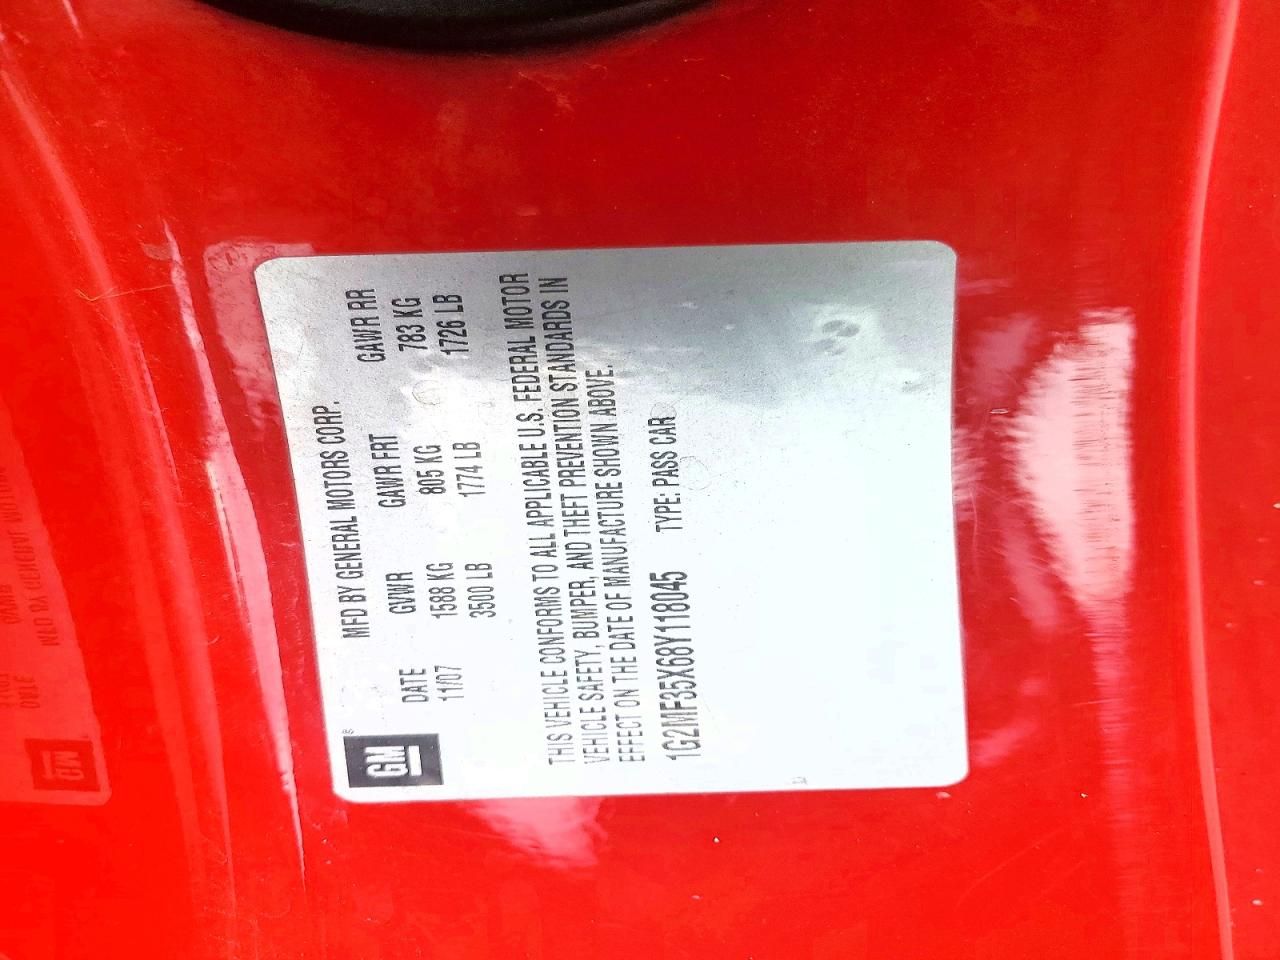 GM ®
MFD BY GENERAL MOTORS CORP.
DATE GVWR GAWR FRT GAWR RR
11/07 1588 KG 805 KG 783 KG
3500 LB 1774 LB 1726 LB
THIS VEHICLE CONFORMS TO ALL APPLICABLE U.S. FEDERAL MOTOR
VEHICLE SAFETY, BUMPER, AND THEFT PREVENTION STANDARDS IN
EFFECT ON THE DATE OF MANUFACTURE SHOWN ABOVE.
1G2MF35X68Y118045 TYPE: PASS CAR